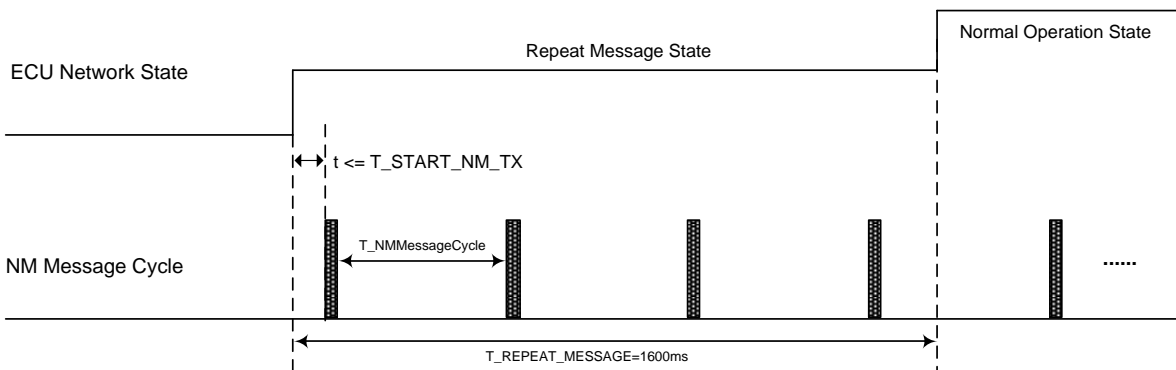 Normal Operation State
Repeat Message State
ECU Network State
t <= T_START_NM_TX
T_NMMessageCycle
NM Message Cycle
......
T_REPEAT_MESSAGE=1600ms